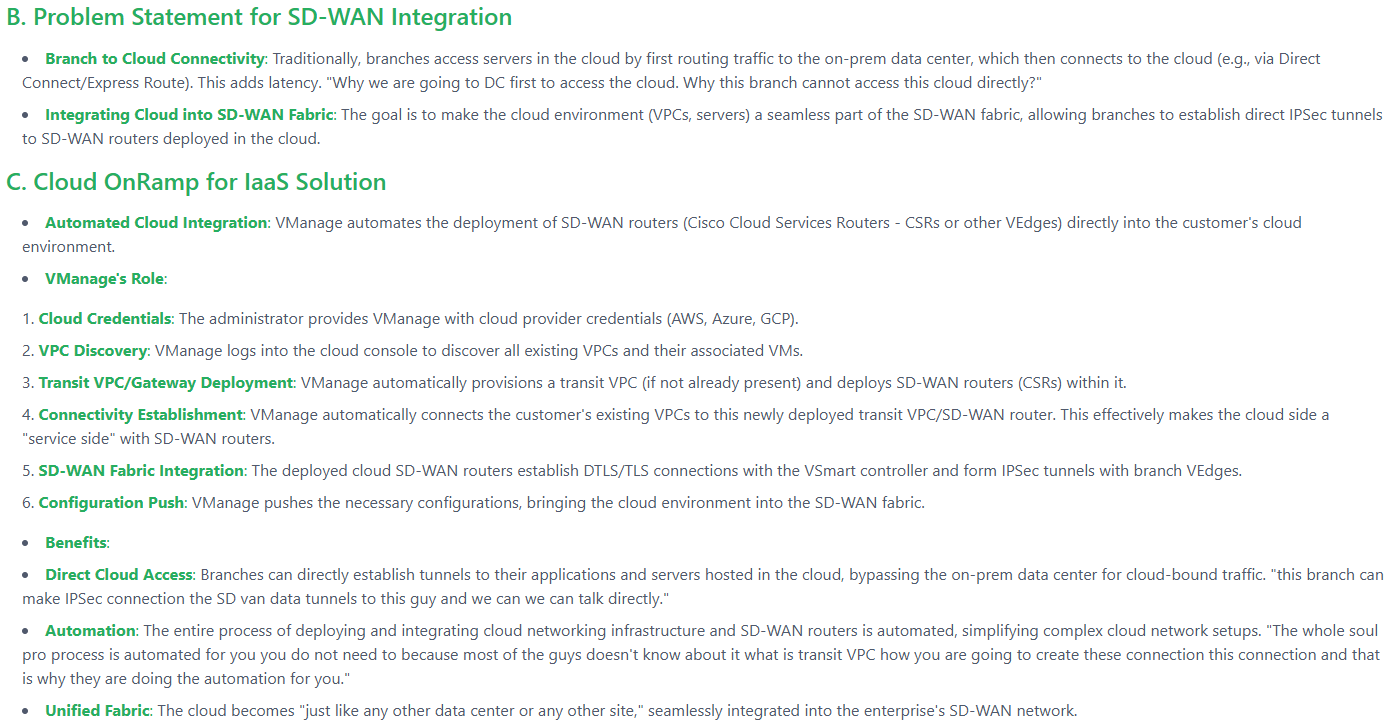 B. Problem Statement for SD-WAN Integration
• Branch to Cloud Connectivity: Traditionally, branches access servers in the cloud by first routing traffic to the on-prem data center, which then connects to the cloud (e.g., via Direct
Connect/Express Route). This adds latency. "Why we are going to DC first to access the cloud. Why this branch cannot access this cloud directly?"
• Integrating Cloud into SD-WAN Fabric: The goal is to make the cloud environment (VPCs, servers) a seamless part of the SD-WAN fabric, allowing branches to establish direct IPSec tunnels
to SD-WAN routers deployed in the cloud.
C. Cloud OnRamp for IaaS Solution
• Automated Cloud Integration: VManage automates the deployment of SD-WAN routers (Cisco Cloud Services Routers - CSRs or other VEdges) directly into the customer's cloud
environment.
• VManage's Role:
1. Cloud Credentials: The administrator provides VManage with cloud provider credentials (AWS, Azure, GCP).
2. VPC Discovery: VManage logs into the cloud console to discover all existing VPCs and their associated VMs.
3. Transit VPC/Gateway Deployment: VManage automatically provisions a transit VPC (if not already present) and deploys SD-WAN routers (CSRs) within it.
4. Connectivity Establishment: VManage automatically connects the customer's existing VPCs to this newly deployed transit VPC/SD-WAN router. This effectively makes the cloud side a
"service side" with SD-WAN routers.
5. SD-WAN Fabric Integration: The deployed cloud SD-WAN routers establish DTLS/TLS connections with the VSmart controller and form IPSec tunnels with branch VEdges.
6. Configuration Push: VManage pushes the necessary configurations, bringing the cloud environment into the SD-WAN fabric.
• Benefits:
• Direct Cloud Access: Branches can directly establish tunnels to their applications and servers hosted in the cloud, bypassing the on-prem data center for cloud-bound traffic. "this branch can
make IPSec connection the SD van data tunnels to this guy and we can we can talk directly."
• Automation: The entire process of deploying and integrating cloud networking infrastructure and SD-WAN routers is automated, simplifying complex cloud network setups. "The whole soul
pro process is automated for you you do not need to because most of the guys doesn't know about it what is transit VPC how you are going to create these connection this connection and that
is why they are doing the automation for you."
• Unified Fabric: The cloud becomes "just like any other data center or any other site," seamlessly integrated into the enterprise's SD-WAN network.